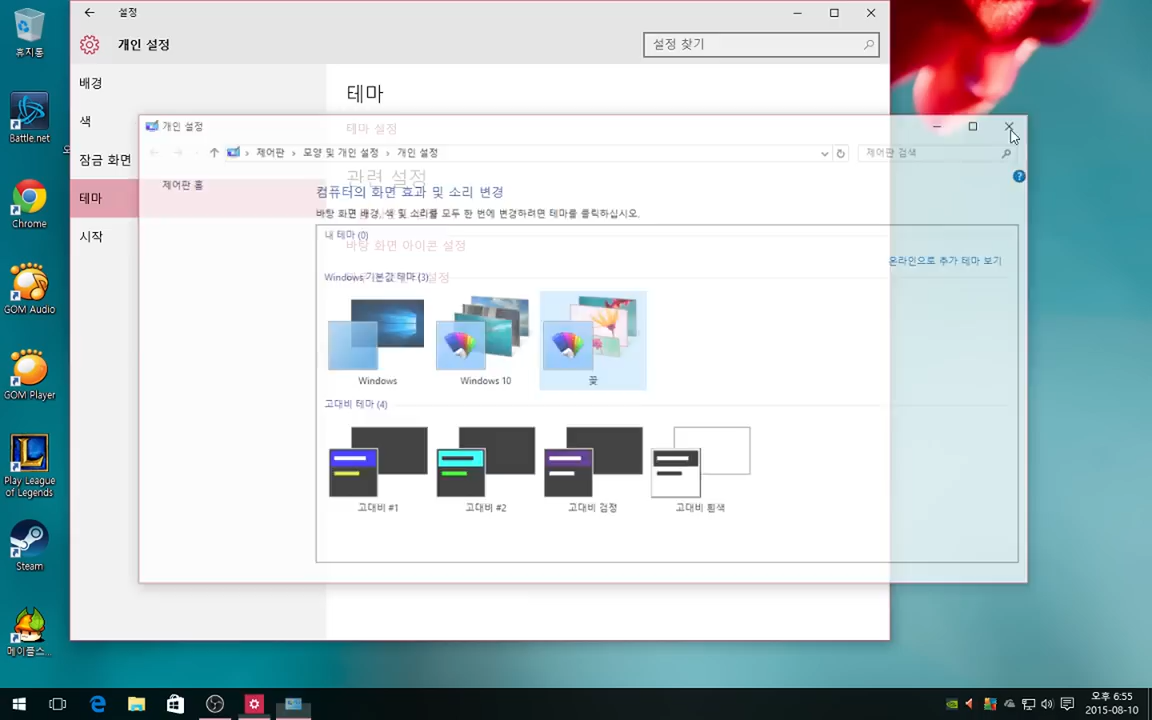 휴지통
Battle.net
Chrome
GOM Audio
GOM Player
Play League
of Legends
Steam
메이플스...
설정
개인 설정
설정 찾기
배경
색
잠금 화면
테마
시작
테마
테마 설정
관련 설정
바탕 화면 아이콘 설정
개인 설정
제어판 › 모양 및 개인 설정 › 개인 설정
제어판 검색
제어판 홈
컴퓨터의 화면 효과 및 소리 변경
바탕 화면 배경, 색 및 소리를 모두 한 번에 변경하려면 테마를 클릭하십시오.
내 테마 (0)
온라인으로 추가 테마 보기
Windows 기본값 테마 (3)
설정
Windows
Windows 10
꽃
고대비 테마 (4)
고대비 #1
고대비 #2
고대비 검정
고대비 흰색
오후 6:55
2015-08-10